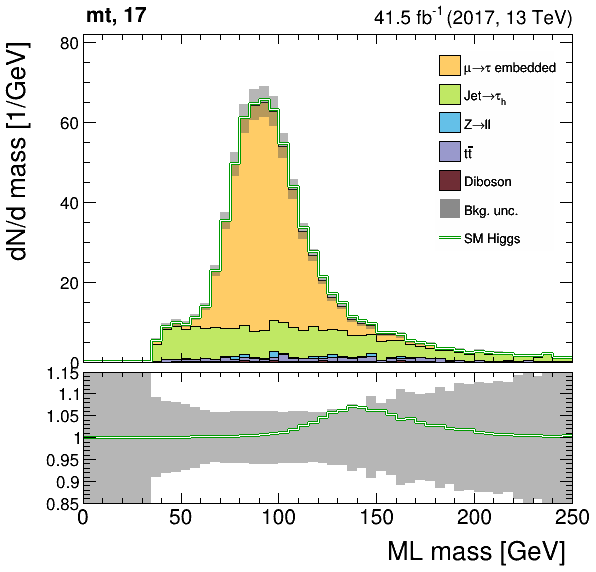 mt, 17
41.5 fb⁻¹ (2017, 13 TeV)
dN/d mass [1/GeV]
80
60
40
20
0
μ→τ embedded
Jet→τₕ
Z→ll
tt̄
Diboson
Bkg. unc.
SM Higgs
1.15
1.1
1.05
1
0.95
0.9
0.85
0 50 100 150 200 250
ML mass [GeV]